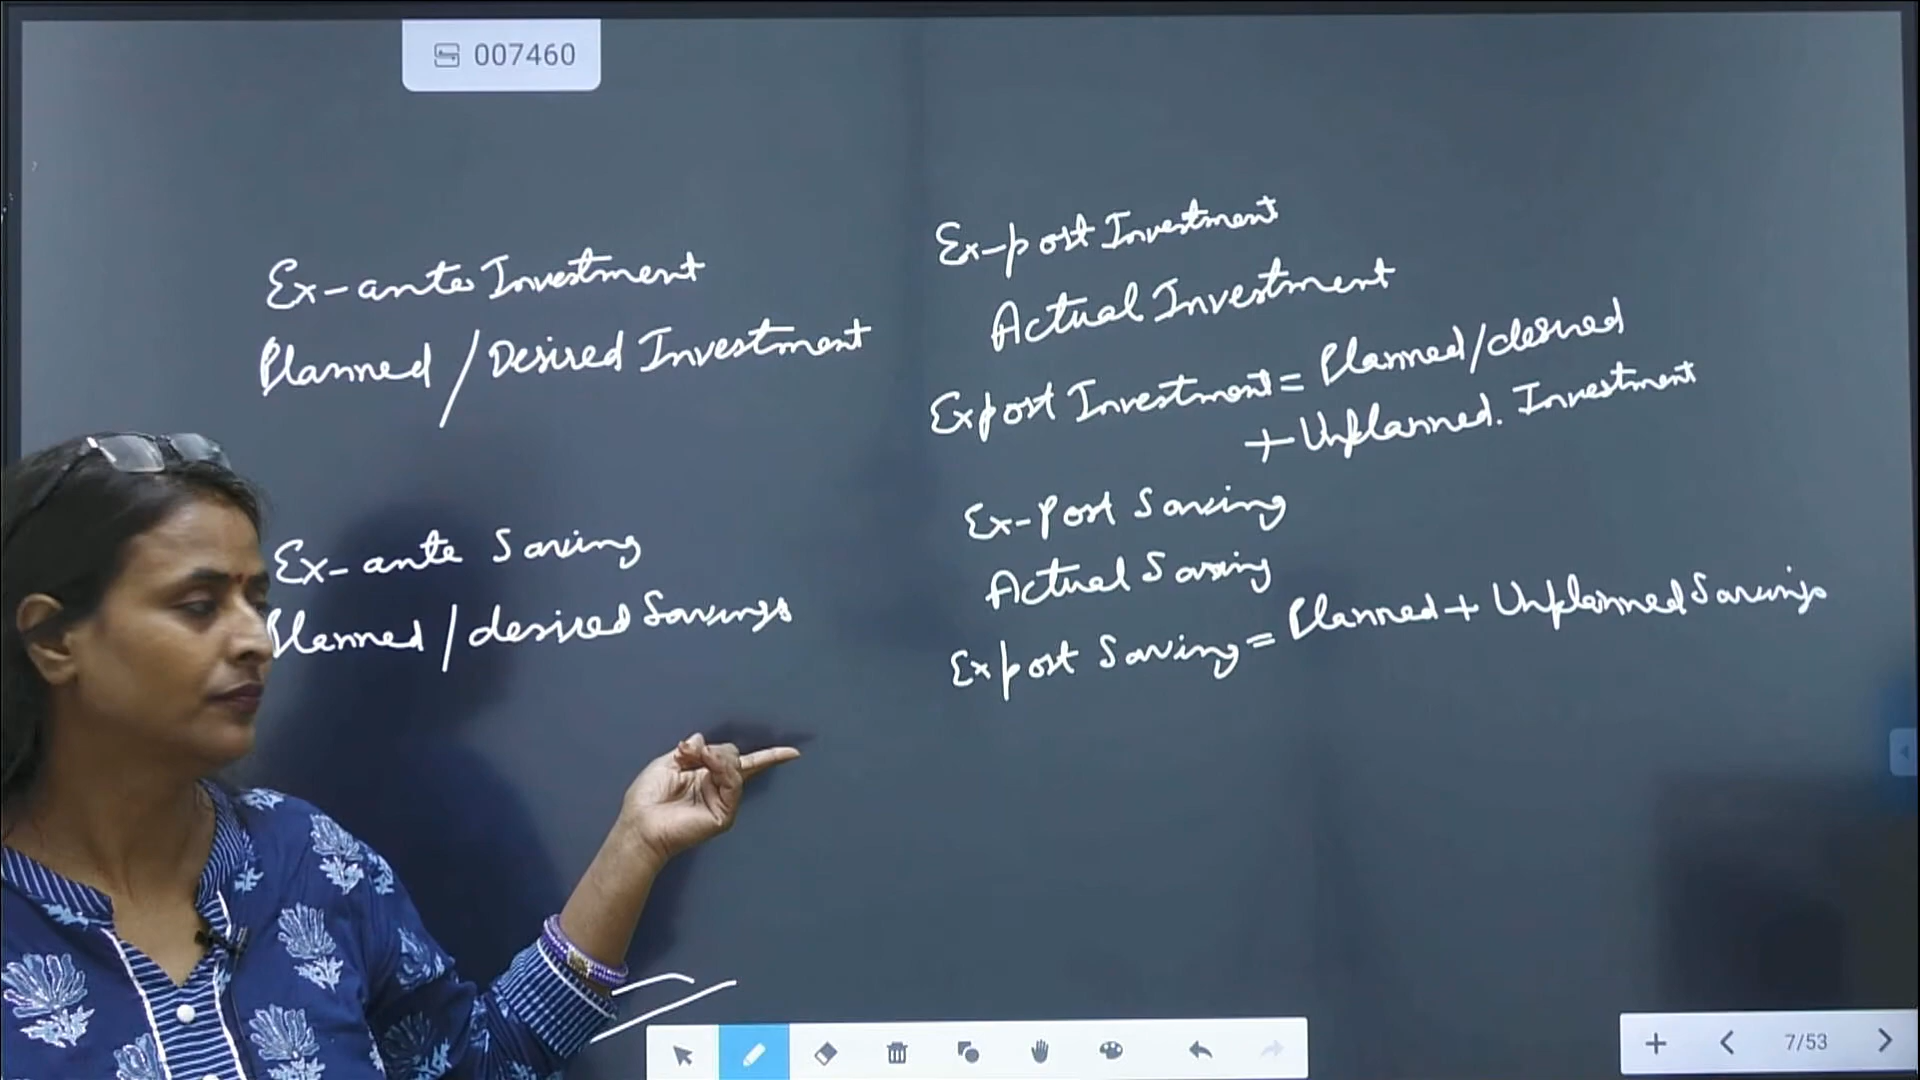 007460
Ex-ante Investment
Planned / Desired Investment
Ex-ante Saving
Planned / desired Savings
Ex-post Investment
Actual Investment
Expost Investment = Planned/desired
+ Unplanned. Investment
Ex-Post Saving
Actual Saving
Expost Saving = Planned + Unplanned Savings
7/53